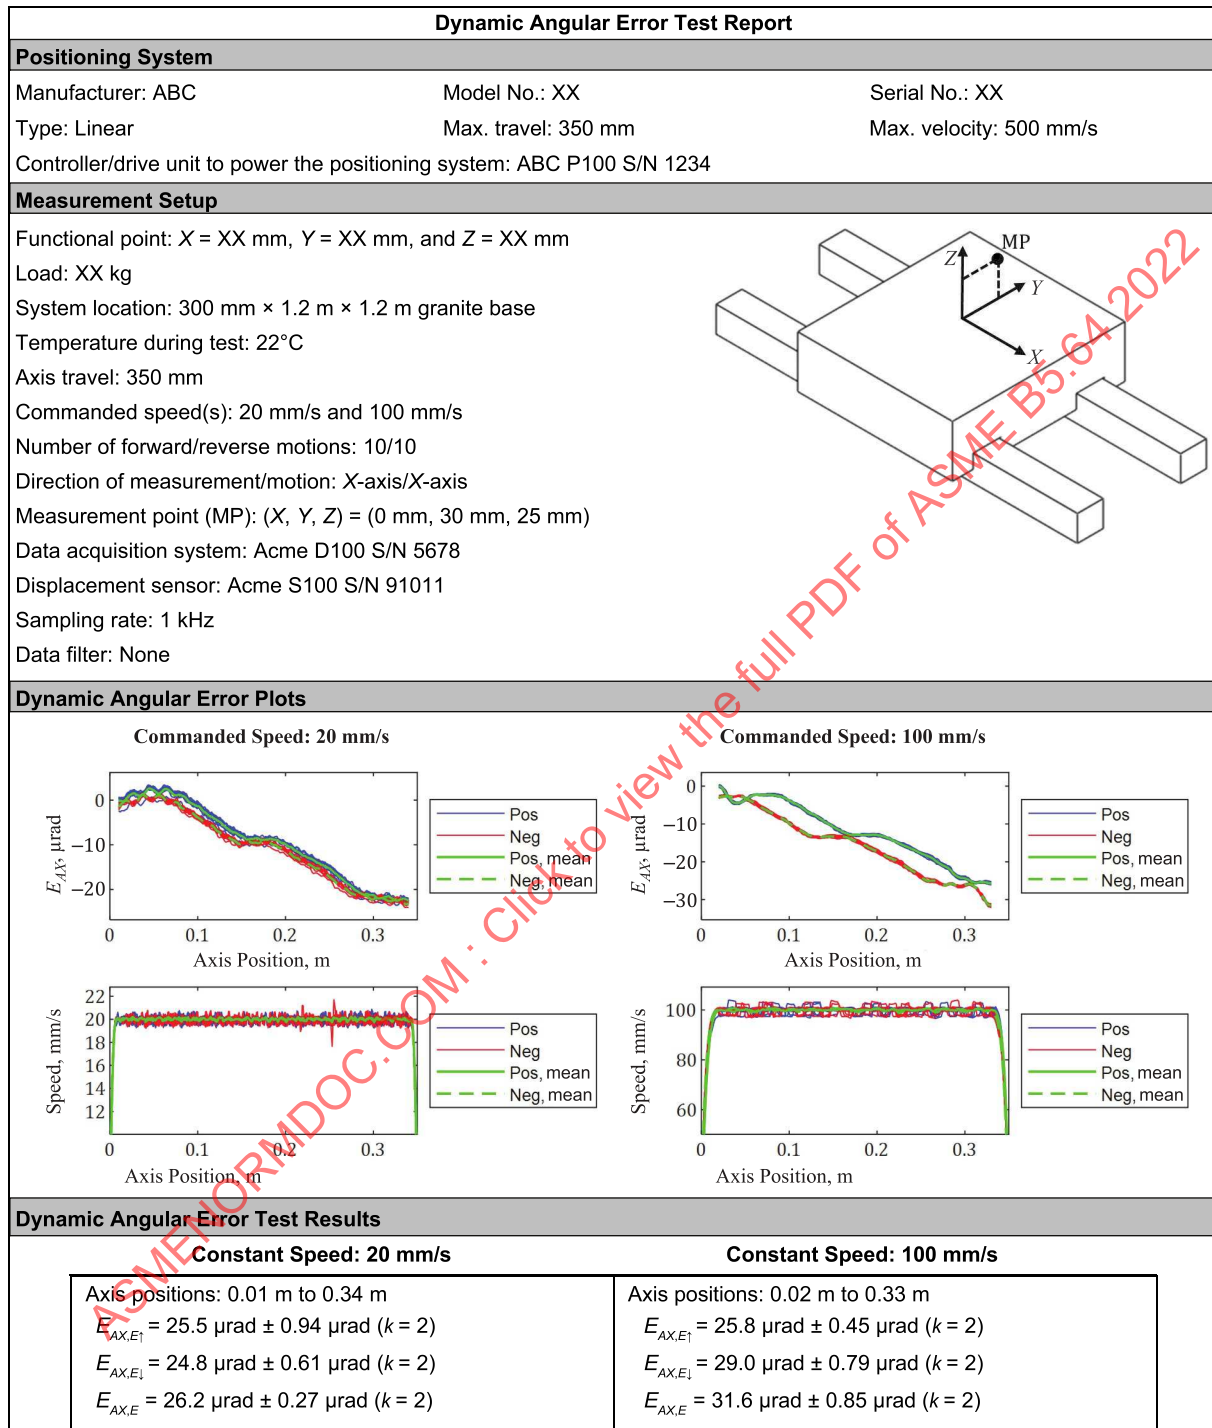 Dynamic Angular Error Test Report
Positioning System
Manufacturer: ABC Model No.: XX Serial No.: XX
Type: Linear Max. travel: 350 mm Max. velocity: 500 mm/s
Controller/drive unit to power the positioning system: ABC P100 S/N 1234
Measurement Setup
Functional point: X = XX mm, Y = XX mm, and Z = XX mm
Load: XX kg
System location: 300 mm × 1.2 m × 1.2 m granite base
Temperature during test: 22°C
Axis travel: 350 mm
Commanded speed(s): 20 mm/s and 100 mm/s
Number of forward/reverse motions: 10/10
Direction of measurement/motion: X-axis/X-axis
Measurement point (MP): (X, Y, Z) = (0 mm, 30 mm, 25 mm)
Data acquisition system: Acme D100 S/N 5678
Displacement sensor: Acme S100 S/N 91011
Sampling rate: 1 kHz
Data filter: None
Z
MP
Y
X
Dynamic Angular Error Plots
Commanded Speed: 20 mm/s
0
−10
−20
E_AX, µrad
0 0.1 0.2 0.3
Axis Position, m
Pos
Neg
Pos, mean
Neg, mean
Commanded Speed: 100 mm/s
0
−10
−20
−30
E_AX, µrad
0 0.1 0.2 0.3
Axis Position, m
Pos
Neg
Pos, mean
Neg, mean
22
20
18
16
14
12
Speed, mm/s
0 0.1 0.2 0.3
Axis Position, m
Pos
Neg
Pos, mean
Neg, mean
100
80
60
Speed, mm/s
0 0.1 0.2 0.3
Axis Position, m
Pos
Neg
Pos, mean
Neg, mean
Dynamic Angular Error Test Results
Constant Speed: 20 mm/s Constant Speed: 100 mm/s
Axis positions: 0.01 m to 0.34 m Axis positions: 0.02 m to 0.33 m
E_AX,E↑ = 25.5 µrad ± 0.94 µrad (k = 2) E_AX,E↑ = 25.8 µrad ± 0.45 µrad (k = 2)
E_AX,E↓ = 24.8 µrad ± 0.61 µrad (k = 2) E_AX,E↓ = 29.0 µrad ± 0.79 µrad (k = 2)
E_AX,E = 26.2 µrad ± 0.27 µrad (k = 2) E_AX,E = 31.6 µrad ± 0.85 µrad (k = 2)
ASMENORMDOC.COM : Click to view the full PDF of ASME B5.64 2022